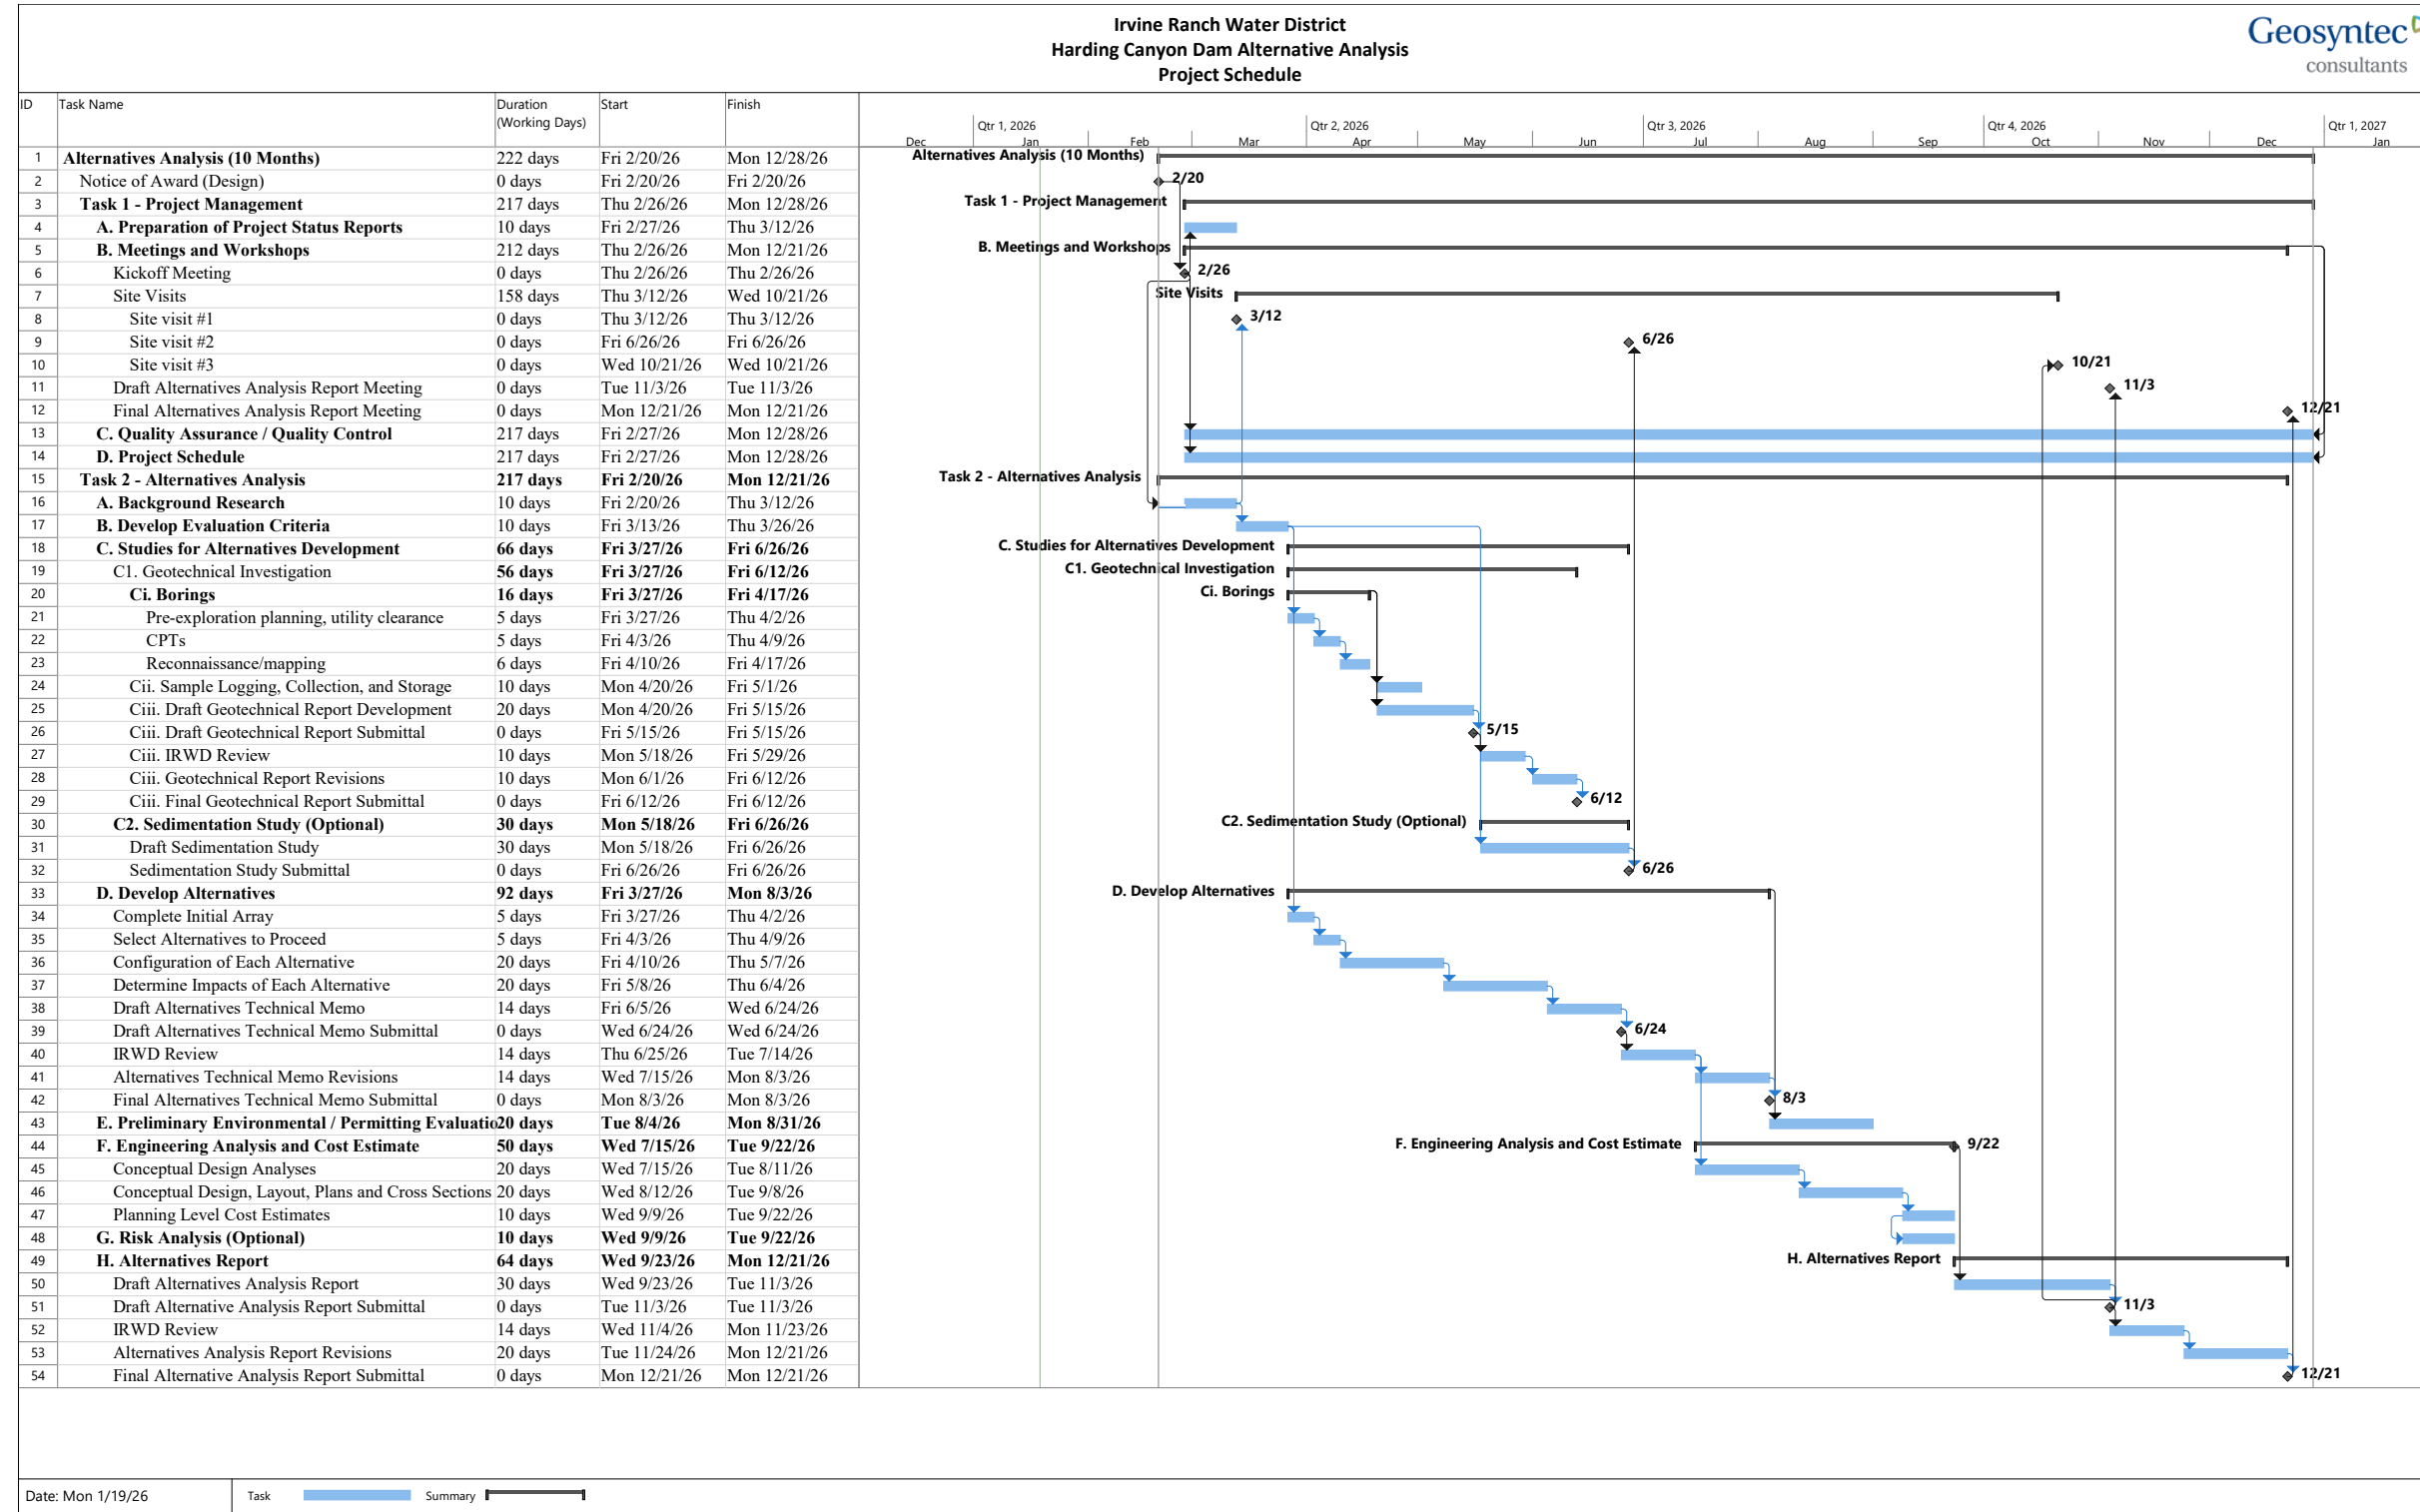 Irvine Ranch Water District
Harding Canyon Dam Alternative Analysis
Project Schedule
Geosyntec
consultants
ID Task Name Duration (Working Days) Start Finish
Qtr 1, 2026 Qtr 2, 2026 Qtr 3, 2026 Qtr 4, 2026 Qtr 1, 2027
Dec Jan Feb Mar Apr May Jun Jul Aug Sep Oct Nov Dec Jan
1 Alternatives Analysis (10 Months) 222 days Fri 2/20/26 Mon 12/28/26 Alternatives Analysis (10 Months)
2 Notice of Award (Design) 0 days Fri 2/20/26 Fri 2/20/26 2/20
3 Task 1 - Project Management 217 days Thu 2/26/26 Mon 12/28/26 Task 1 - Project Management
4 A. Preparation of Project Status Reports 10 days Fri 2/27/26 Thu 3/12/26
5 B. Meetings and Workshops 212 days Thu 2/26/26 Mon 12/21/26 B. Meetings and Workshops
6 Kickoff Meeting 0 days Thu 2/26/26 Thu 2/26/26 2/26
7 Site Visits 158 days Thu 3/12/26 Wed 10/21/26 Site Visits
8 Site visit #1 0 days Thu 3/12/26 Thu 3/12/26 3/12
9 Site visit #2 0 days Fri 6/26/26 Fri 6/26/26 6/26
10 Site visit #3 0 days Wed 10/21/26 Wed 10/21/26 10/21
11 Draft Alternatives Analysis Report Meeting 0 days Tue 11/3/26 Tue 11/3/26 11/3
12 Final Alternatives Analysis Report Meeting 0 days Mon 12/21/26 Mon 12/21/26 12/21
13 C. Quality Assurance / Quality Control 217 days Fri 2/27/26 Mon 12/28/26
14 D. Project Schedule 217 days Fri 2/27/26 Mon 12/28/26
15 Task 2 - Alternatives Analysis 217 days Fri 2/20/26 Mon 12/21/26 Task 2 - Alternatives Analysis
16 A. Background Research 10 days Fri 2/20/26 Thu 3/12/26
17 B. Develop Evaluation Criteria 10 days Fri 3/13/26 Thu 3/26/26
18 C. Studies for Alternatives Development 66 days Fri 3/27/26 Fri 6/26/26 C. Studies for Alternatives Development
19 C1. Geotechnical Investigation 56 days Fri 3/27/26 Fri 6/12/26 C1. Geotechnical Investigation
20 Ci. Borings 16 days Fri 3/27/26 Fri 4/17/26 Ci. Borings
21 Pre-exploration planning, utility clearance 5 days Fri 3/27/26 Thu 4/2/26
22 CPTs 5 days Fri 4/3/26 Thu 4/9/26
23 Reconnaissance/mapping 6 days Fri 4/10/26 Fri 4/17/26
24 Cii. Sample Logging, Collection, and Storage 10 days Mon 4/20/26 Fri 5/1/26
25 Ciii. Draft Geotechnical Report Development 20 days Mon 4/20/26 Fri 5/15/26
26 Ciii. Draft Geotechnical Report Submittal 0 days Fri 5/15/26 Fri 5/15/26 5/15
27 Ciii. IRWD Review 10 days Mon 5/18/26 Fri 5/29/26
28 Ciii. Geotechnical Report Revisions 10 days Mon 6/1/26 Fri 6/12/26
29 Ciii. Final Geotechnical Report Submittal 0 days Fri 6/12/26 Fri 6/12/26 6/12
30 C2. Sedimentation Study (Optional) 30 days Mon 5/18/26 Fri 6/26/26 C2. Sedimentation Study (Optional)
31 Draft Sedimentation Study 30 days Mon 5/18/26 Fri 6/26/26
32 Sedimentation Study Submittal 0 days Fri 6/26/26 Fri 6/26/26 6/26
33 D. Develop Alternatives 92 days Fri 3/27/26 Mon 8/3/26 D. Develop Alternatives
34 Complete Initial Array 5 days Fri 3/27/26 Thu 4/2/26
35 Select Alternatives to Proceed 5 days Fri 4/3/26 Thu 4/9/26
36 Configuration of Each Alternative 20 days Fri 4/10/26 Thu 5/7/26
37 Determine Impacts of Each Alternative 20 days Fri 5/8/26 Thu 6/4/26
38 Draft Alternatives Technical Memo 14 days Fri 6/5/26 Wed 6/24/26
39 Draft Alternatives Technical Memo Submittal 0 days Wed 6/24/26 Wed 6/24/26 6/24
40 IRWD Review 14 days Thu 6/25/26 Tue 7/14/26
41 Alternatives Technical Memo Revisions 14 days Wed 7/15/26 Mon 8/3/26
42 Final Alternatives Technical Memo Submittal 0 days Mon 8/3/26 Mon 8/3/26 8/3
43 E. Preliminary Environmental / Permitting Evaluatio 20 days Tue 8/4/26 Mon 8/31/26
44 F. Engineering Analysis and Cost Estimate 50 days Wed 7/15/26 Tue 9/22/26 F. Engineering Analysis and Cost Estimate 9/22
45 Conceptual Design Analyses 20 days Wed 7/15/26 Tue 8/11/26
46 Conceptual Design, Layout, Plans and Cross Sections 20 days Wed 8/12/26 Tue 9/8/26
47 Planning Level Cost Estimates 10 days Wed 9/9/26 Tue 9/22/26
48 G. Risk Analysis (Optional) 10 days Wed 9/9/26 Tue 9/22/26
49 H. Alternatives Report 64 days Wed 9/23/26 Mon 12/21/26 H. Alternatives Report
50 Draft Alternatives Analysis Report 30 days Wed 9/23/26 Tue 11/3/26
51 Draft Alternative Analysis Report Submittal 0 days Tue 11/3/26 Tue 11/3/26 11/3
52 IRWD Review 14 days Wed 11/4/26 Mon 11/23/26
53 Alternatives Analysis Report Revisions 20 days Tue 11/24/26 Mon 12/21/26
54 Final Alternative Analysis Report Submittal 0 days Mon 12/21/26 Mon 12/21/26 12/21
Date: Mon 1/19/26 Task Summary